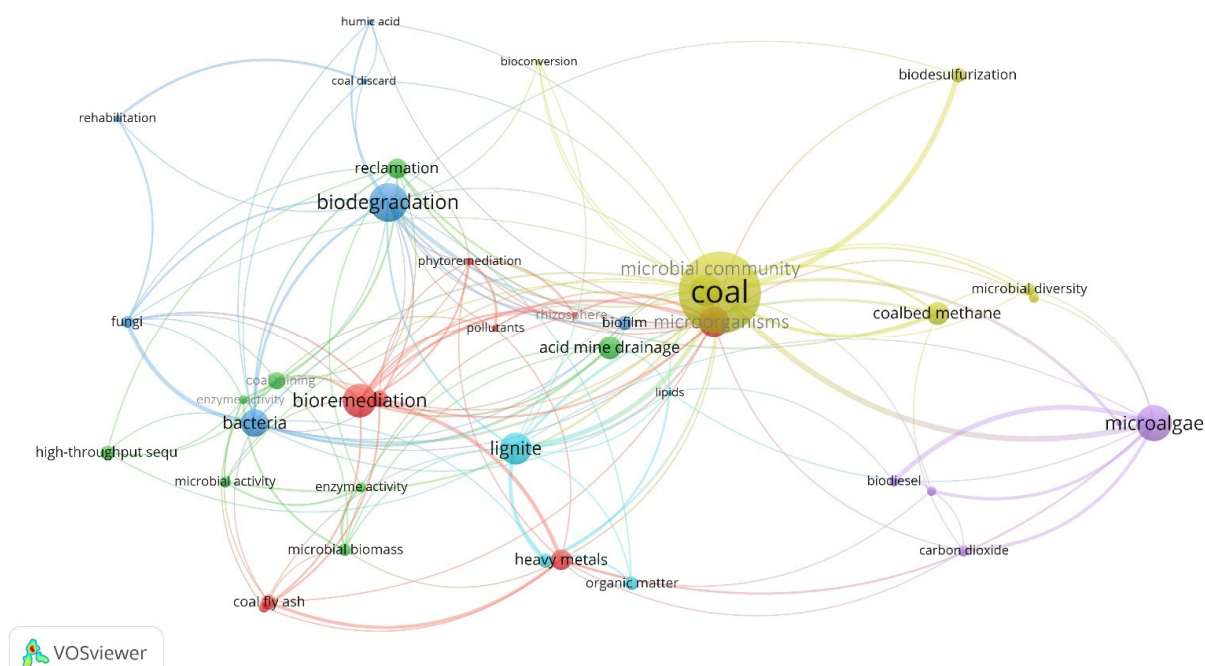 humic acid
bioconversion
biodesulfurization
coal discard
rehabilitation
reclamation
biodegradation
phytoremediation
microbial community
coal
microbial diversity
coalbed methane
fungi
pollutants
rhizosphere
biofilm
microorganisms
acid mine drainage
coal mining
enzyme activity
bioremediation
lipids
bacteria
microalgae
high-throughput sequ
lignite
microbial activity
enzyme activity
biodiesel
microbial biomass
heavy metals
carbon dioxide
organic matter
coal fly ash
VOSviewer